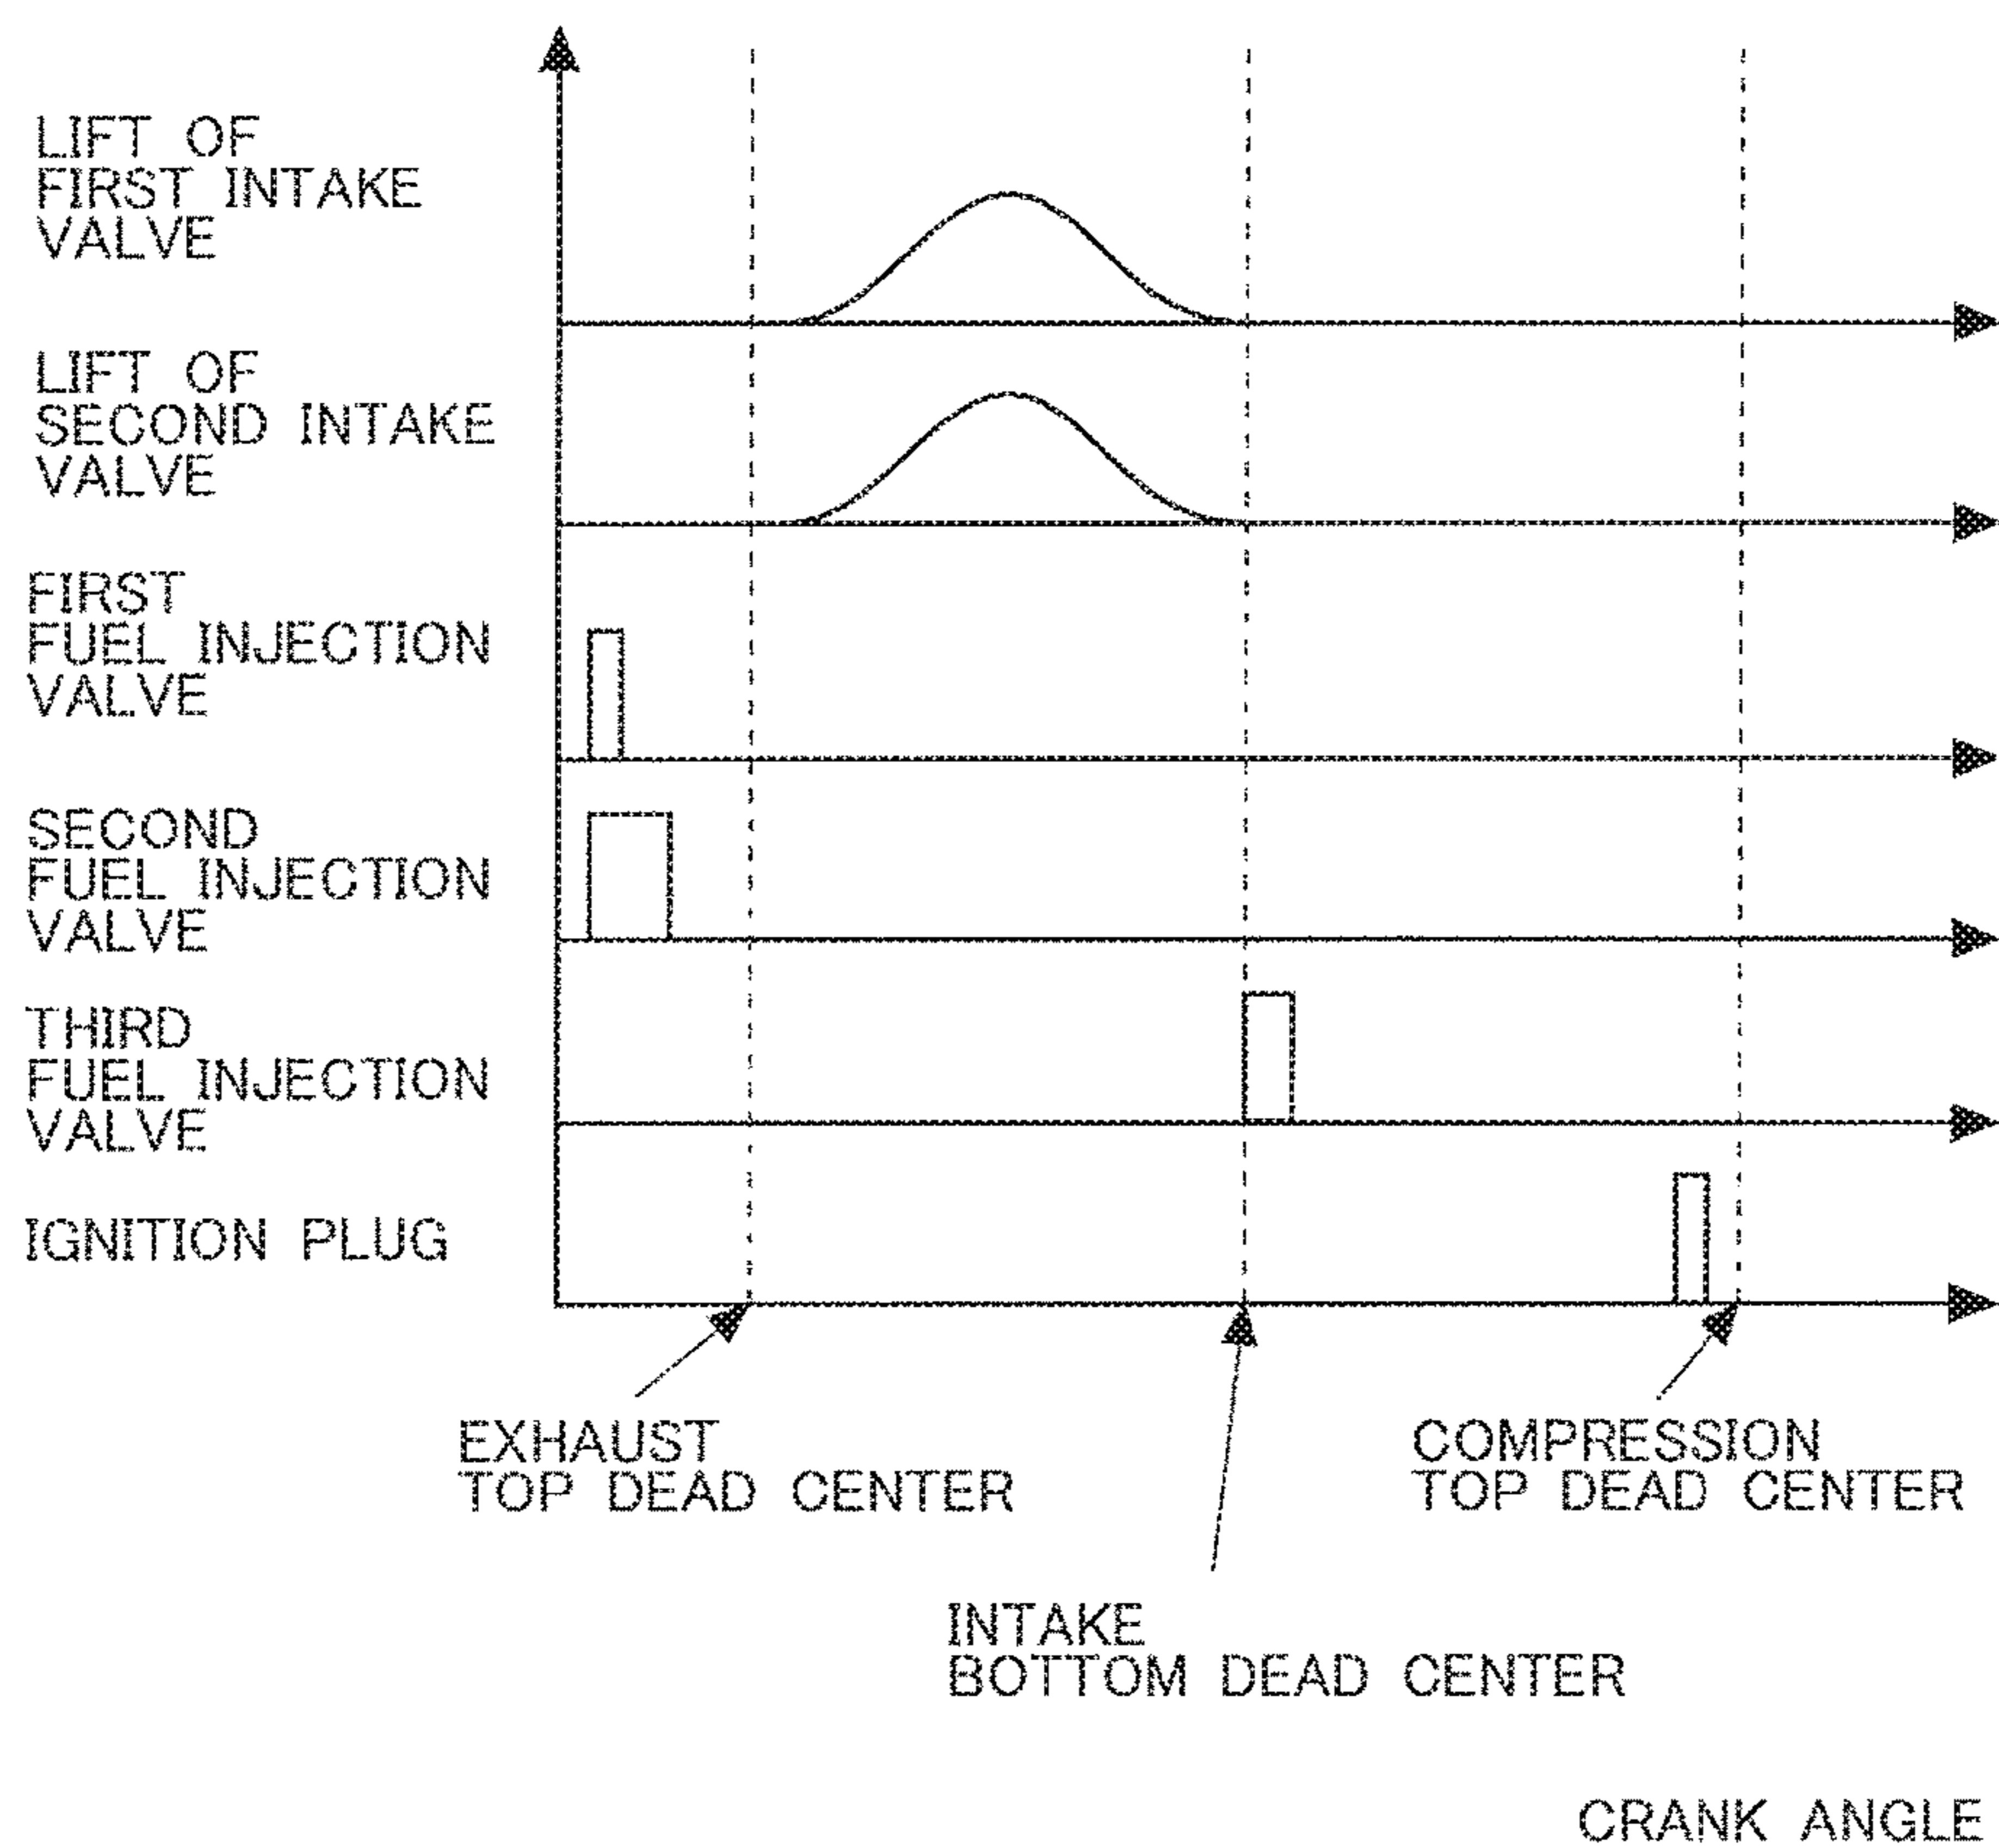 LIFT OF
FIRST INTAKE
VALVE
LIFT OF
SECOND INTAKE
VALVE
FIRST
FUEL INJECTION
VALVE
SECOND
FUEL INJECTION
VALVE
THIRD
FUEL INJECTION
VALVE
IGNITION PLUG
EXHAUST
TOP DEAD CENTER
COMPRESSION
TOP DEAD CENTER
INTAKE
BOTTOM DEAD CENTER
CRANK ANGLE